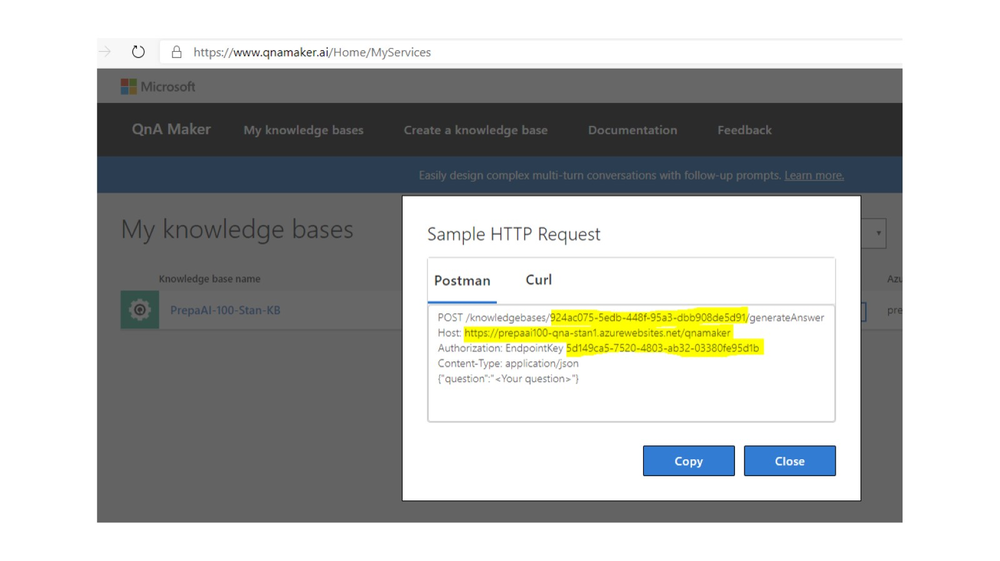 https://www.qnamaker.ai/Home/MyServices
Microsoft
QnA Maker My knowledge bases Create a knowledge base Documentation Feedback
Easily design complex multi-turn conversations with follow-up prompts. Learn more.
My knowledge bases
Knowledge base name
PrepaAI-100-Stan-KB
Sample HTTP Request
Postman Curl
POST /knowledgebases/924ac075-5edb-448f-95a3-dbb908de5d91/generateAnswer
Host: https://prepaai100-qna-stan1.azurewebsites.net/qnamaker
Authorization: EndpointKey 5d149ca5-7520-4803-ab32-03380fe95d1b
Content-Type: application/json
{"question":"<Your question>"}
Copy Close